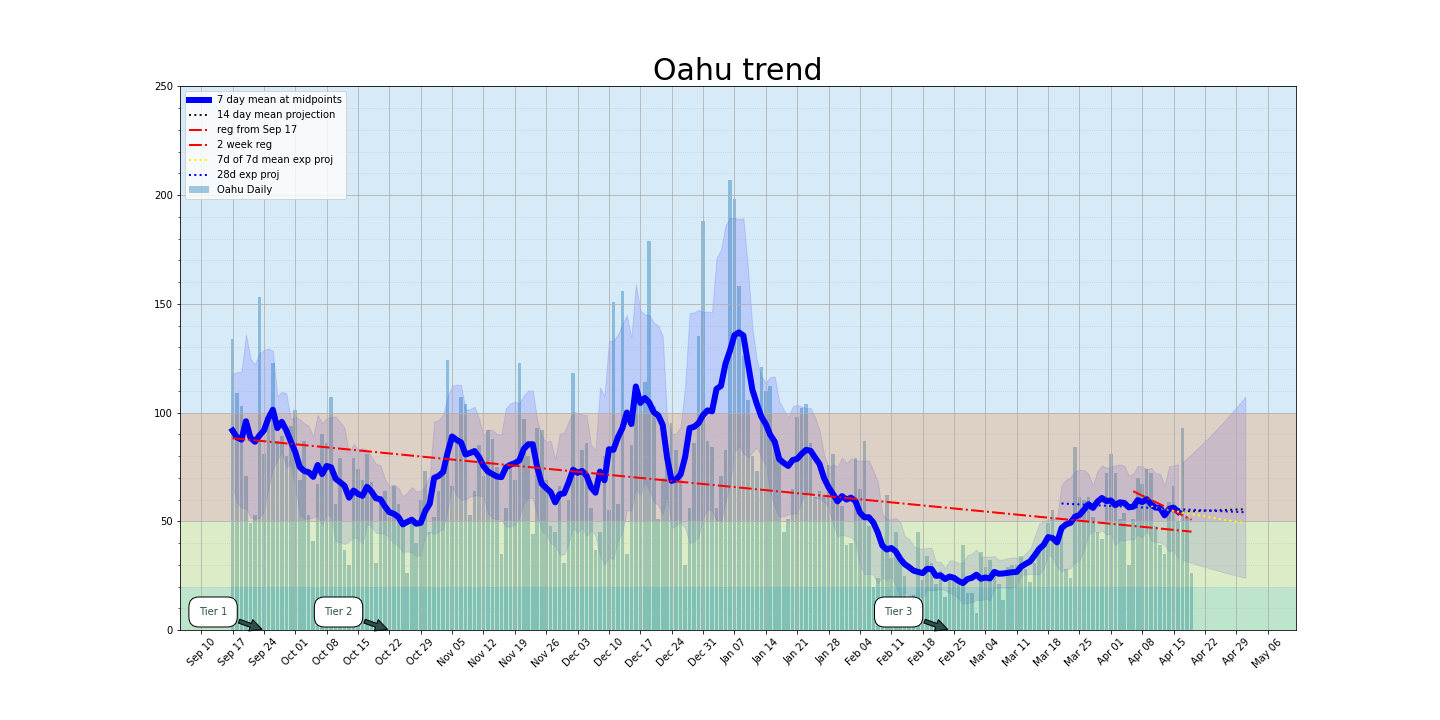 Oahu trend
250
200
150
100
50
0
7 day mean at midpoints
14 day mean projection
reg from Sep 17
2 week reg
7d of 7d mean exp proj
28d exp proj
Oahu Daily
Tier 1
Tier 2
Tier 3
Sep 10
Sep 17
Sep 24
Oct 01
Oct 08
Oct 15
Oct 22
Oct 29
Nov 05
Nov 12
Nov 19
Nov 26
Dec 03
Dec 10
Dec 17
Dec 24
Dec 31
Jan 07
Jan 14
Jan 21
Jan 28
Feb 04
Feb 11
Feb 18
Feb 25
Mar 04
Mar 11
Mar 18
Mar 25
Apr 01
Apr 08
Apr 15
Apr 22
Apr 29
May 06